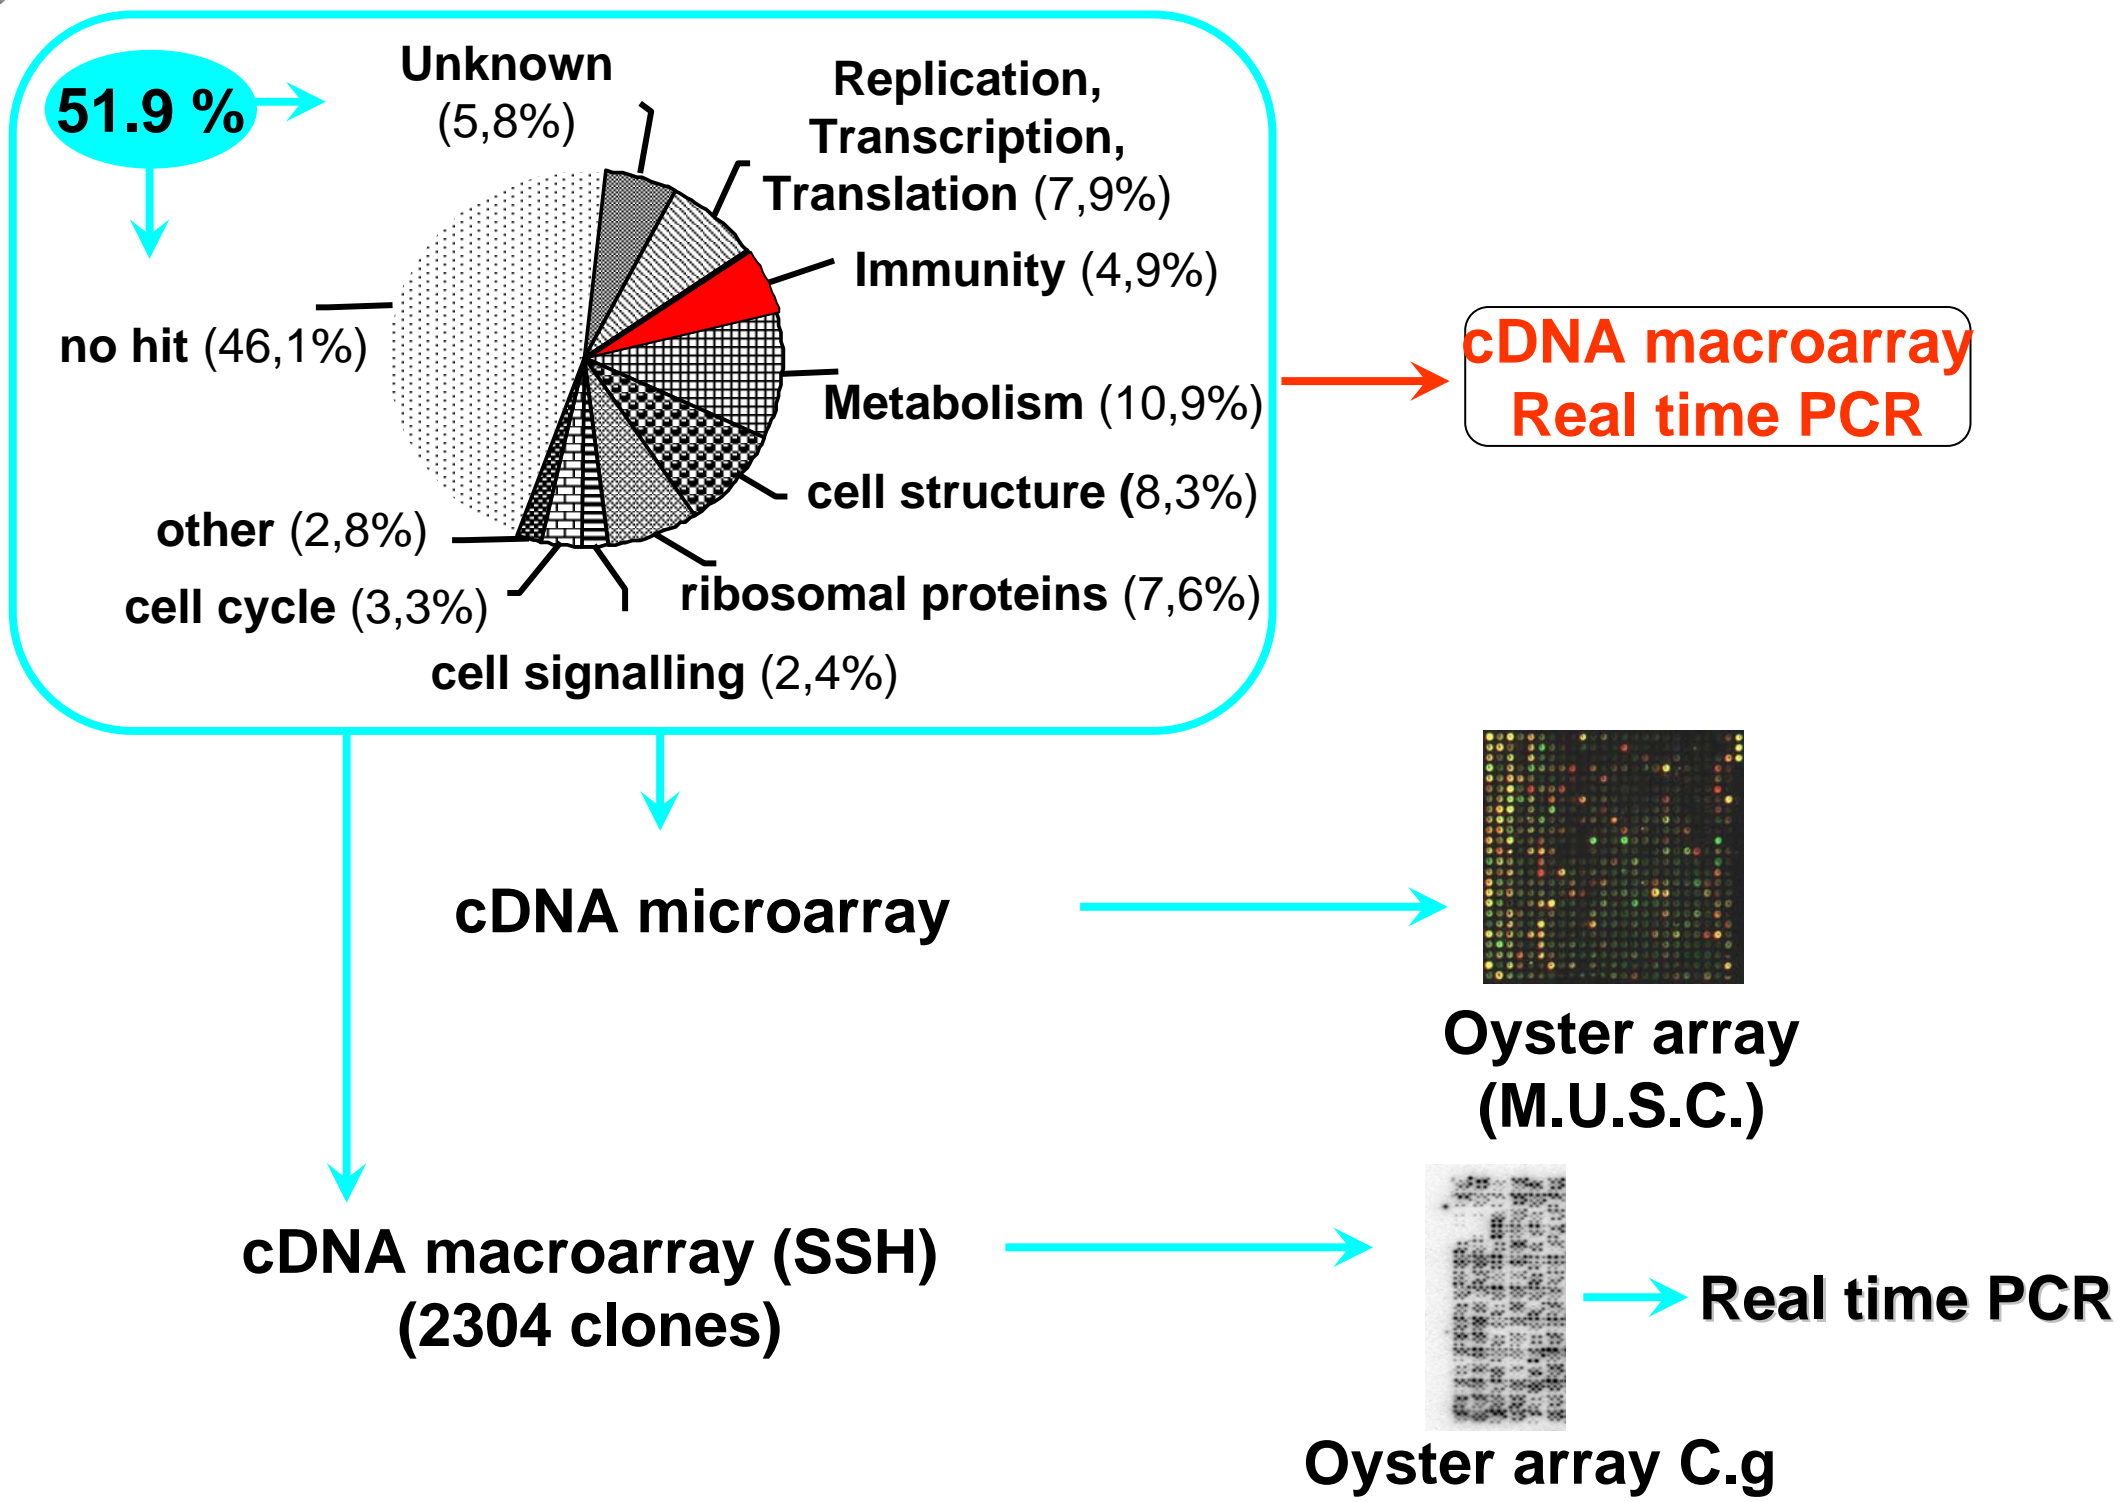 51.9 %
Unknown
(5,8%)
Replication,
Transcription,
Translation (7,9%)
Immunity (4,9%)
no hit (46,1%)
cDNA macroarray
Real time PCR
Metabolism (10,9%)
cell structure (8,3%)
other (2,8%)
ribosomal proteins (7,6%)
cell cycle (3,3%)
cell signalling (2,4%)
cDNA microarray
Oyster array
(M.U.S.C.)
cDNA macroarray (SSH)
(2304 clones)
Real time PCR
Oyster array C.g